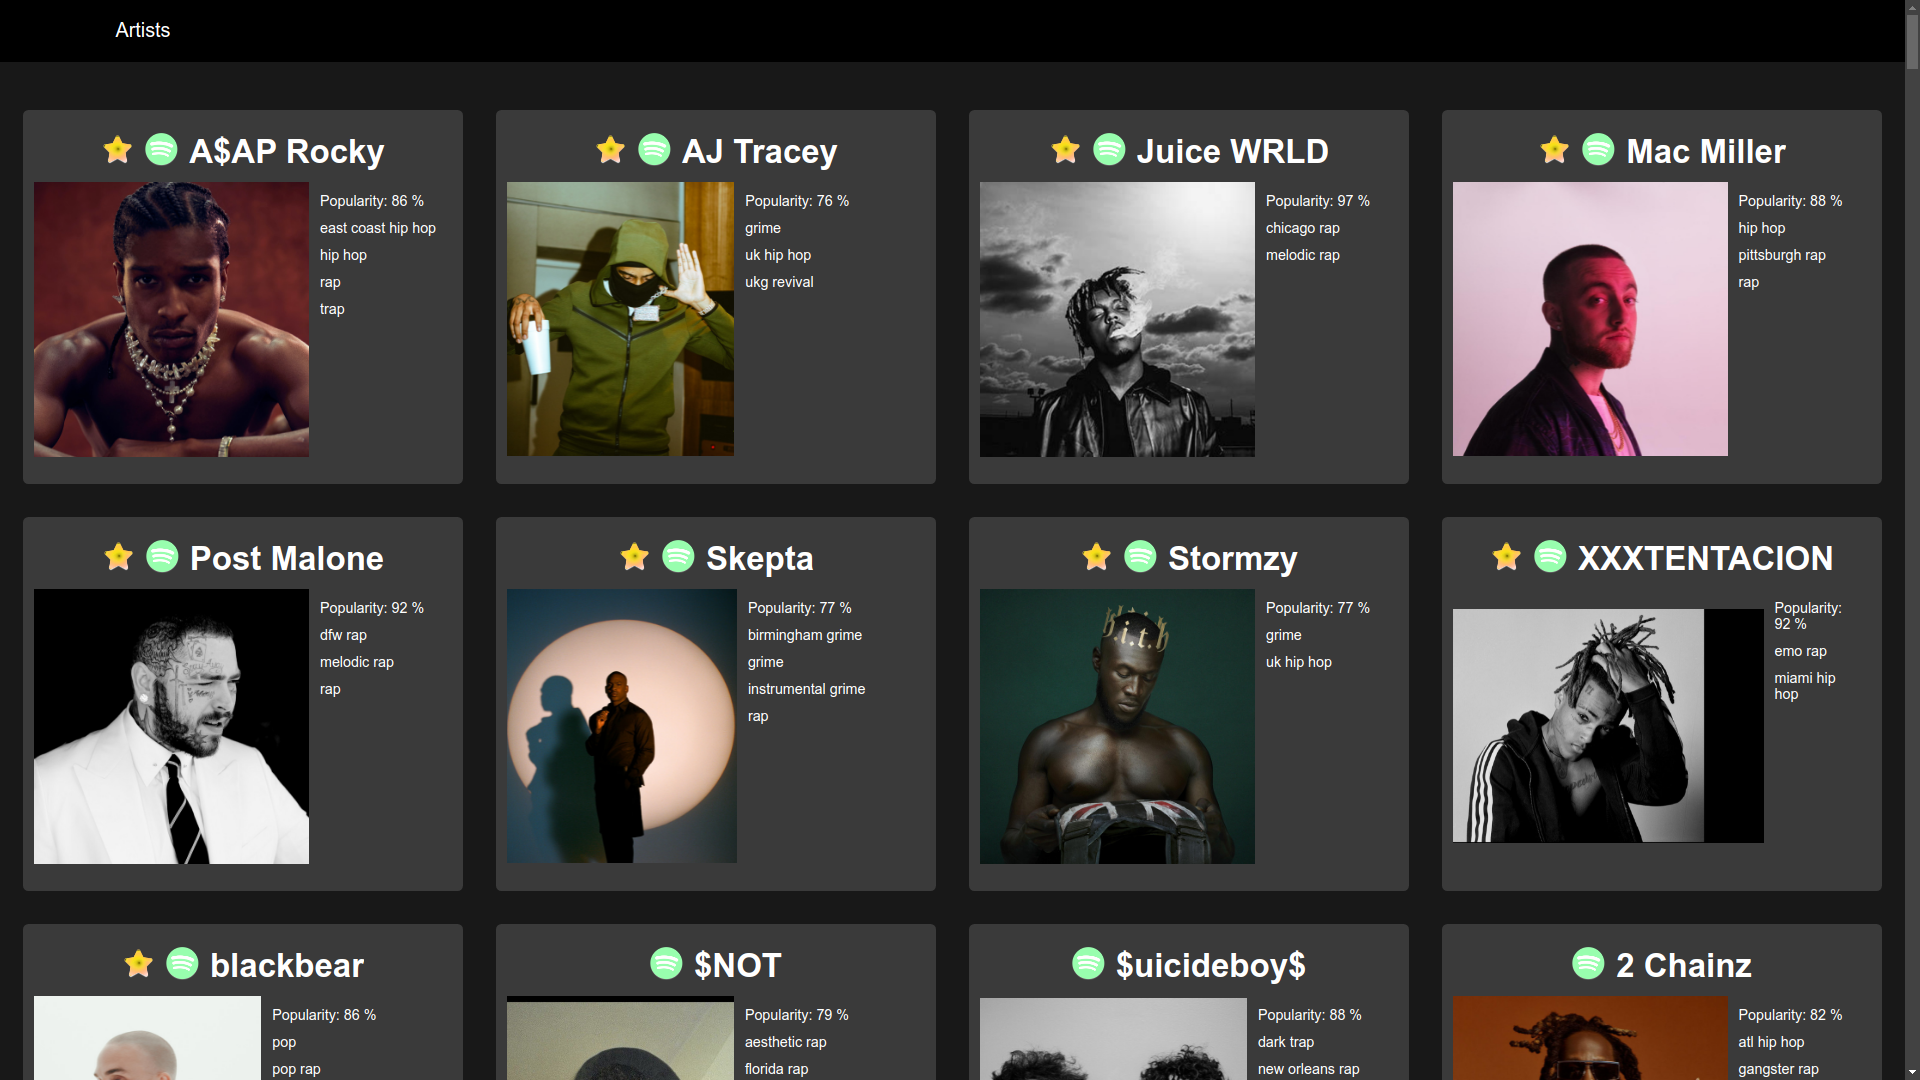 Artists
A$AP Rocky
Popularity: 86 %
east coast hip hop
hip hop
rap
trap
AJ Tracey
Popularity: 76 %
grime
uk hip hop
ukg revival
Juice WRLD
Popularity: 97 %
chicago rap
melodic rap
Mac Miller
Popularity: 88 %
hip hop
pittsburgh rap
rap
Post Malone
Popularity: 92 %
dfw rap
melodic rap
rap
Skepta
Popularity: 77 %
birmingham grime
grime
instrumental grime
rap
Stormzy
h.i.t.h
Popularity: 77 %
grime
uk hip hop
XXXTENTACION
Popularity:
92 %
emo rap
miami hip
hop
blackbear
Popularity: 86 %
pop
pop rap
$NOT
Popularity: 79 %
aesthetic rap
florida rap
$uicideboy$
Popularity: 88 %
dark trap
new orleans rap
2 Chainz
Popularity: 82 %
atl hip hop
gangster rap